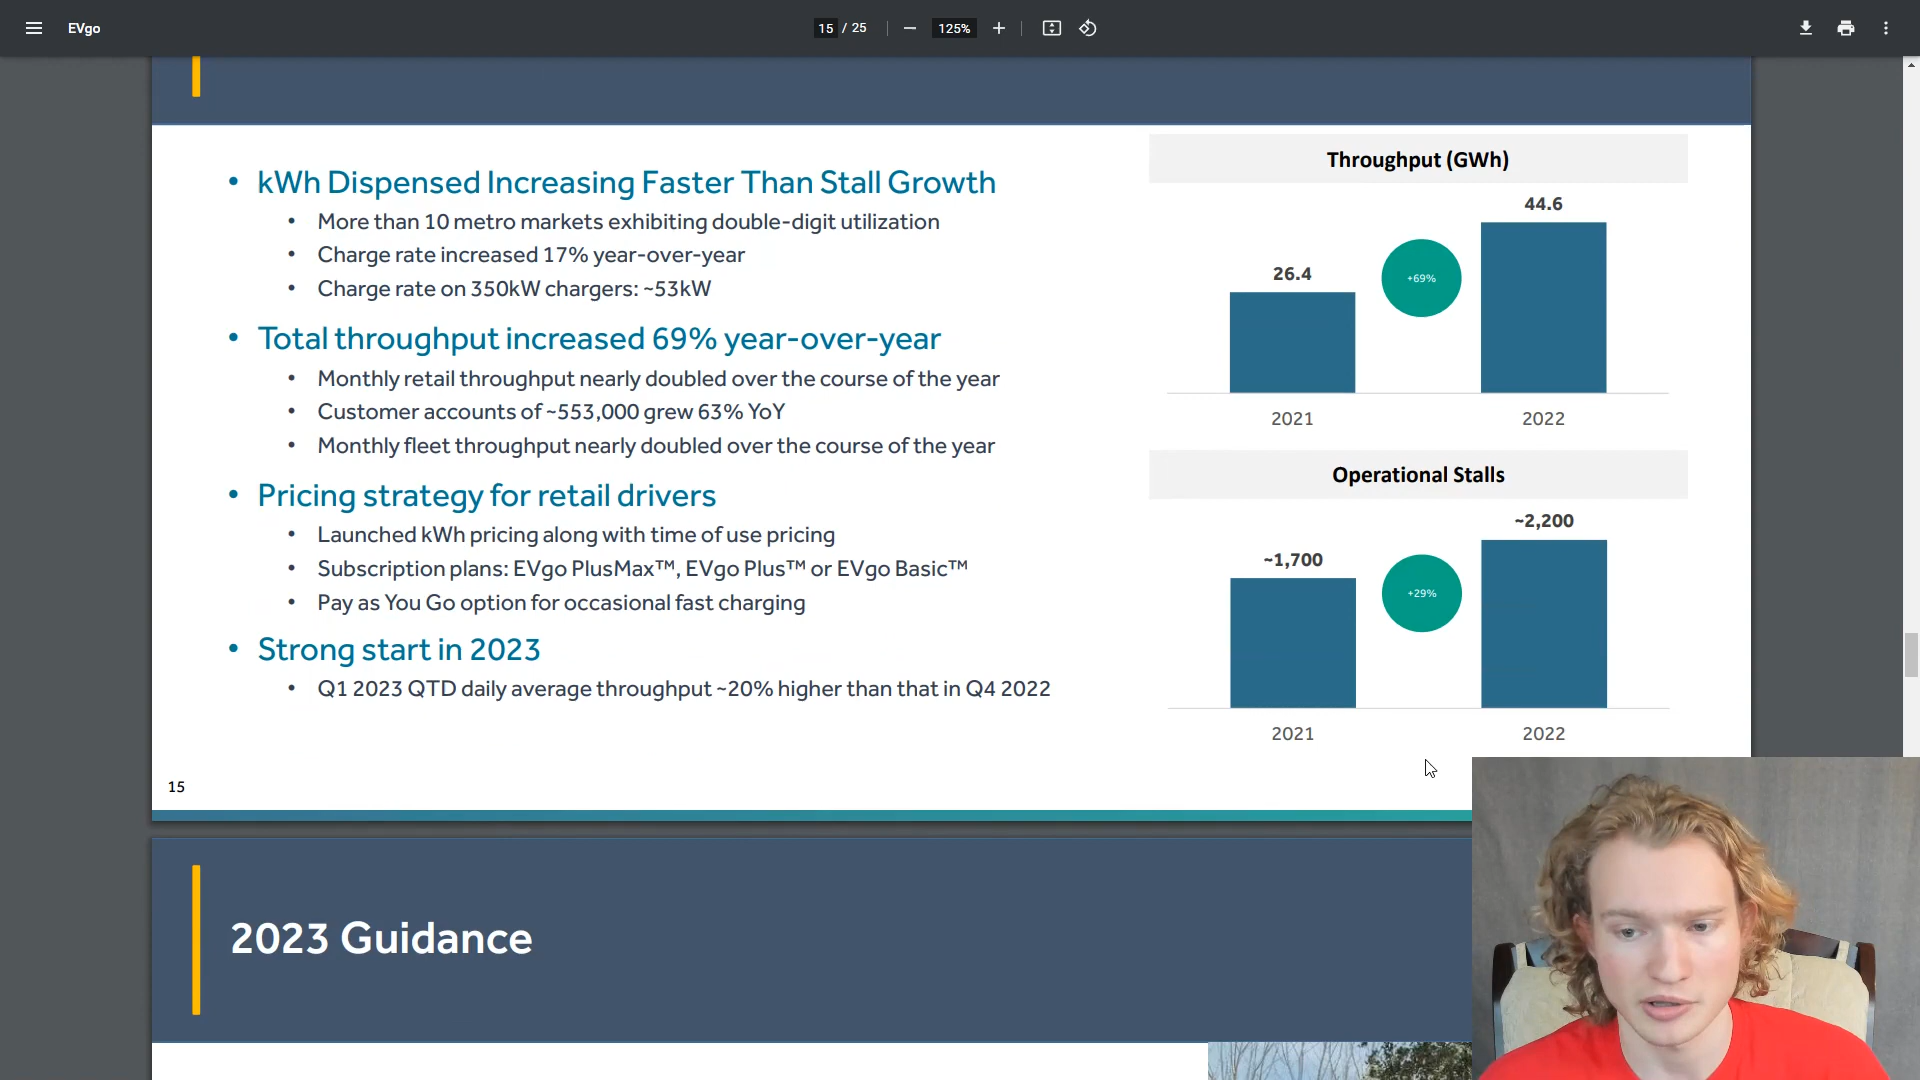 EVgo
15 / 25
125%
• kWh Dispensed Increasing Faster Than Stall Growth
• More than 10 metro markets exhibiting double-digit utilization
• Charge rate increased 17% year-over-year
• Charge rate on 350kW chargers: ~53kW
• Total throughput increased 69% year-over-year
• Monthly retail throughput nearly doubled over the course of the year
• Customer accounts of ~553,000 grew 63% YoY
• Monthly fleet throughput nearly doubled over the course of the year
• Pricing strategy for retail drivers
• Launched kWh pricing along with time of use pricing
• Subscription plans: EVgo PlusMax™, EVgo Plus™ or EVgo Basic™
• Pay as You Go option for occasional fast charging
• Strong start in 2023
• Q1 2023 QTD daily average throughput ~20% higher than that in Q4 2022
15
Throughput (GWh)
44.6
26.4
+69%
2021
2022
Operational Stalls
~2,200
~1,700
+29%
2021
2022
2023 Guidance